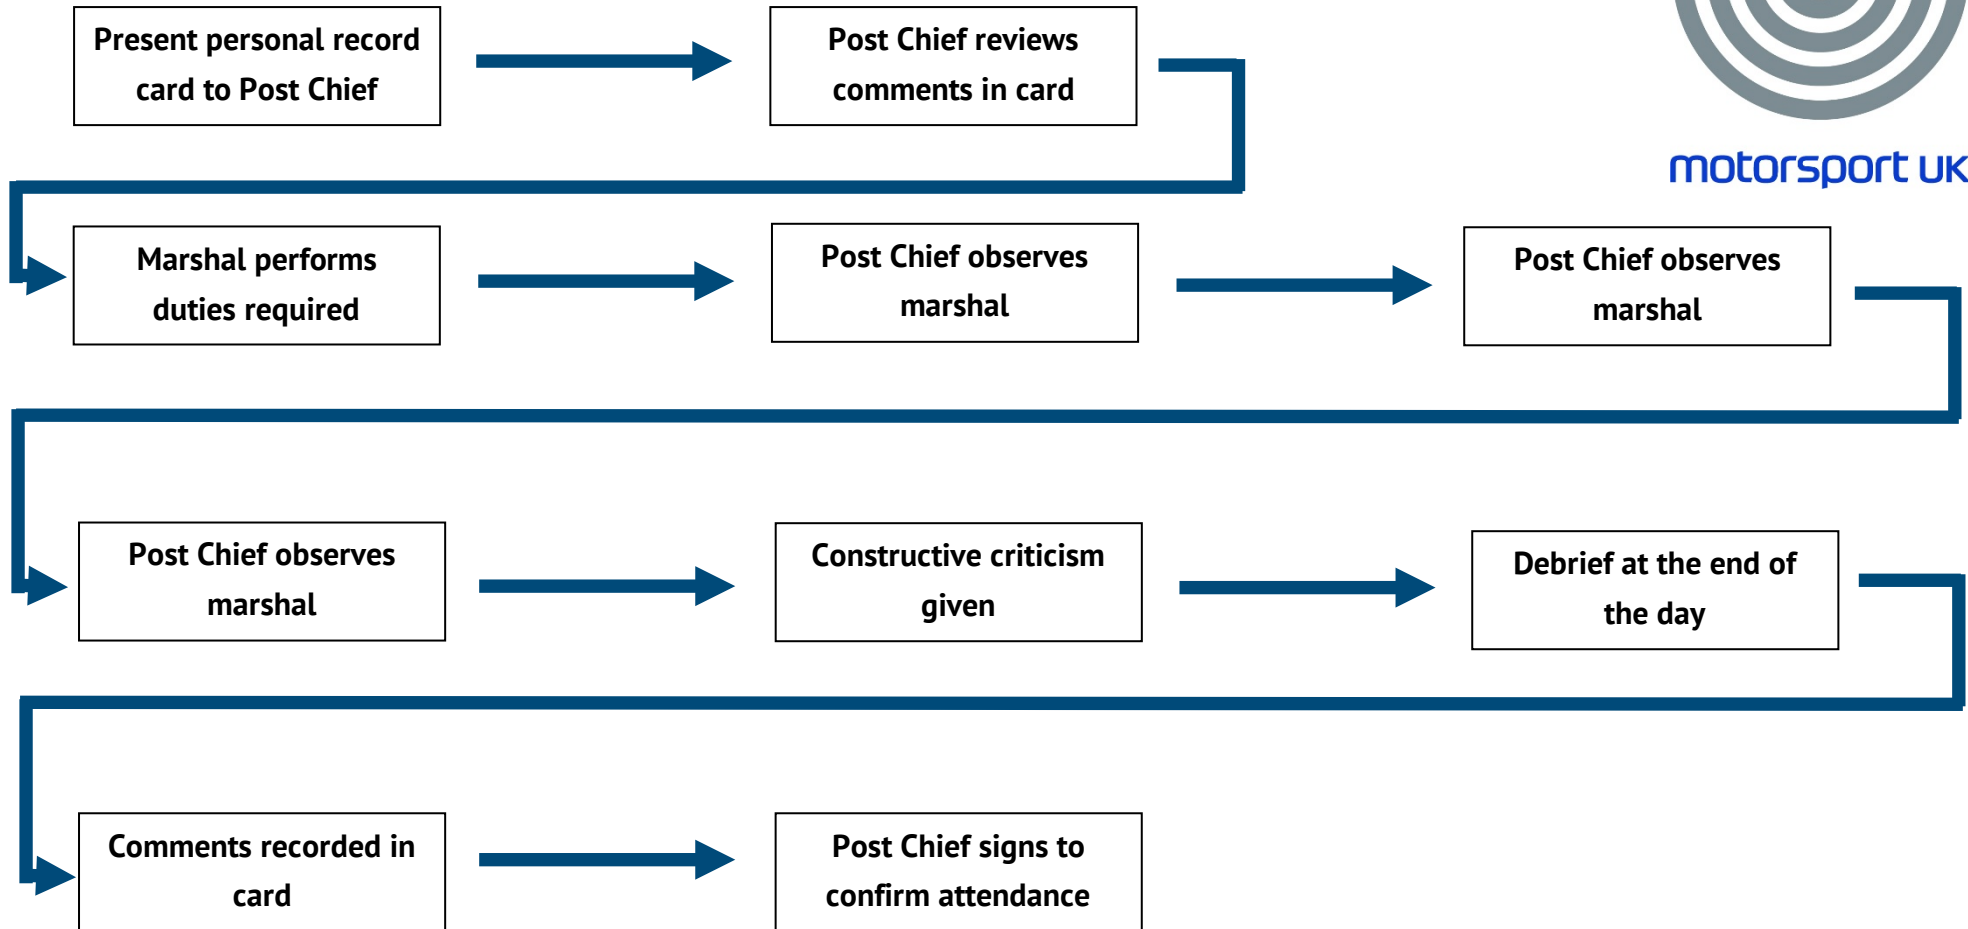 Present personal record
card to Post Chief
Post Chief reviews
comments in card
motorsport UK
Marshal performs
duties required
Post Chief observes
marshal
Post Chief observes
marshal
Post Chief observes
marshal
Constructive criticism
given
Debrief at the end of
the day
Comments recorded in
card
Post Chief signs to
confirm attendance